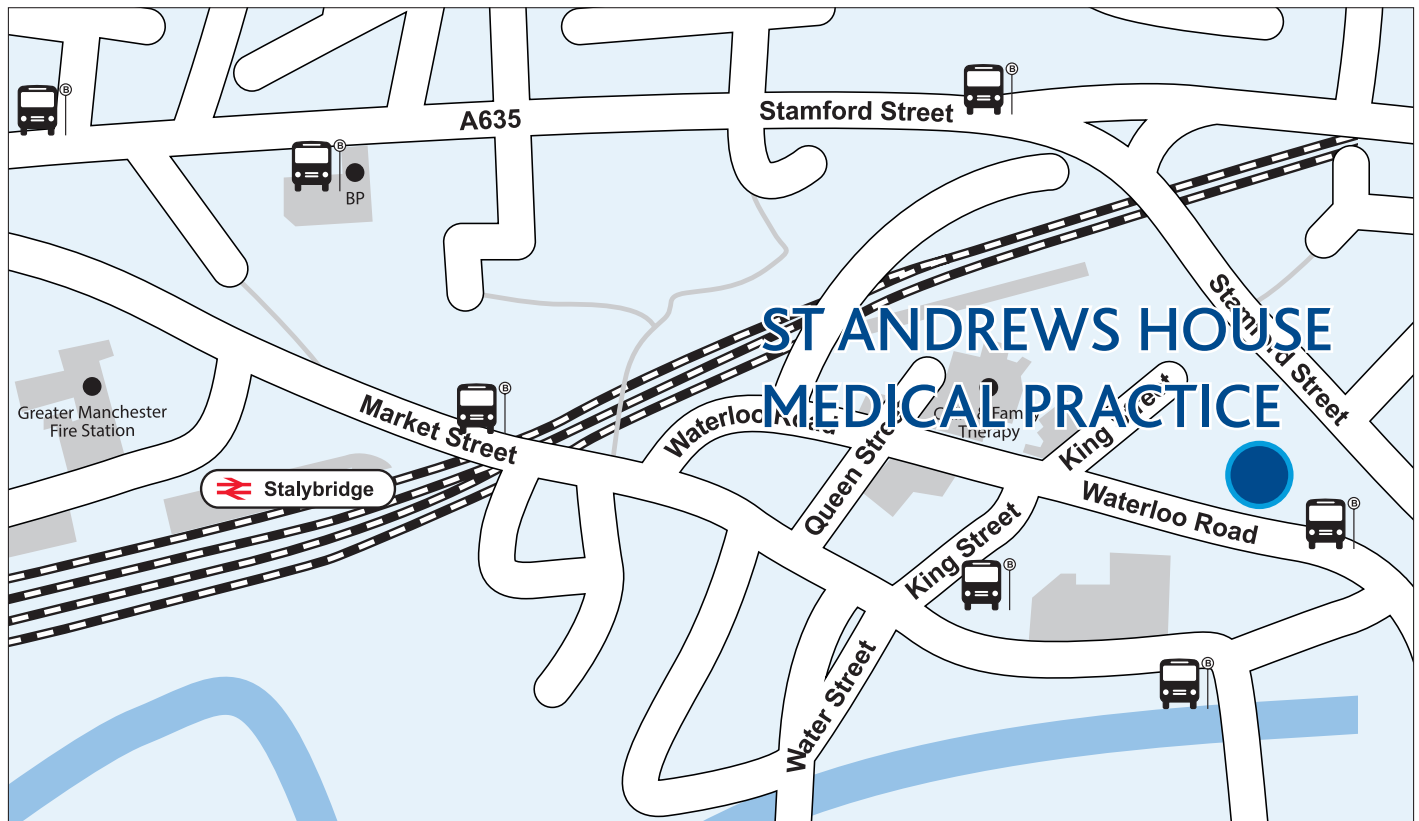 B
B
A635
Stamford Street
B
BP
ST ANDREWS HOUSE
MEDICAL PRACTICE
Stamford Street
Greater Manchester
Fire Station
B
Market Street
Stalybridge
Waterloo Road
Queen Street
Family
Therapy
King Street
Waterloo Road
B
King Street
B
Water Street
B